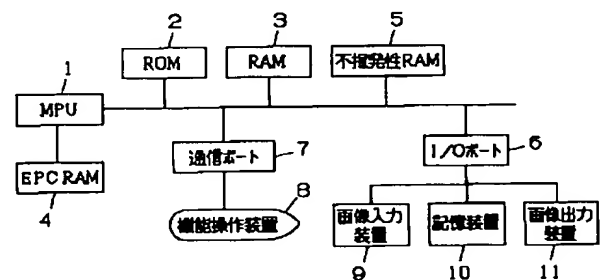 2
3
5
ROM
RAM
不揮発性RAM
1
MPU
通信ポート
7
I/Oポート
6
EPC RAM
4
機能操作装置
8
画像入力
装置
9
記憶装置
10
画像出力
装置
11